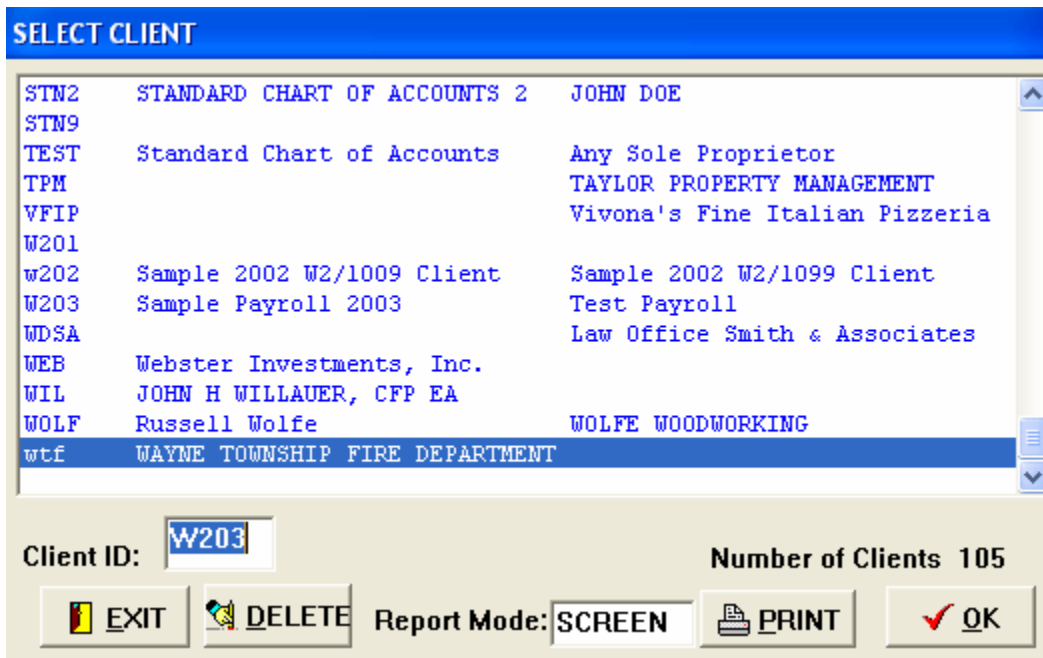 SELECT CLIENT
STN2 STANDARD CHART OF ACCOUNTS 2 JOHN DOE
STN9
TEST Standard Chart of Accounts Any Sole Proprietor
TPM TAYLOR PROPERTY MANAGEMENT
VFIP Vivona's Fine Italian Pizzeria
W201
w202 Sample 2002 W2/1009 Client Sample 2002 W2/1099 Client
W203 Sample Payroll 2003 Test Payroll
WDSA Law Office Smith & Associates
WEB Webster Investments, Inc.
WIL JOHN H WILLAUER, CFP EA
WOLF Russell Wolfe WOLFE WOODWORKING
wtf WAYNE TOWNSHIP FIRE DEPARTMENT
Client ID: W203 Number of Clients 105
EXIT DELETE Report Mode: SCREEN PRINT OK